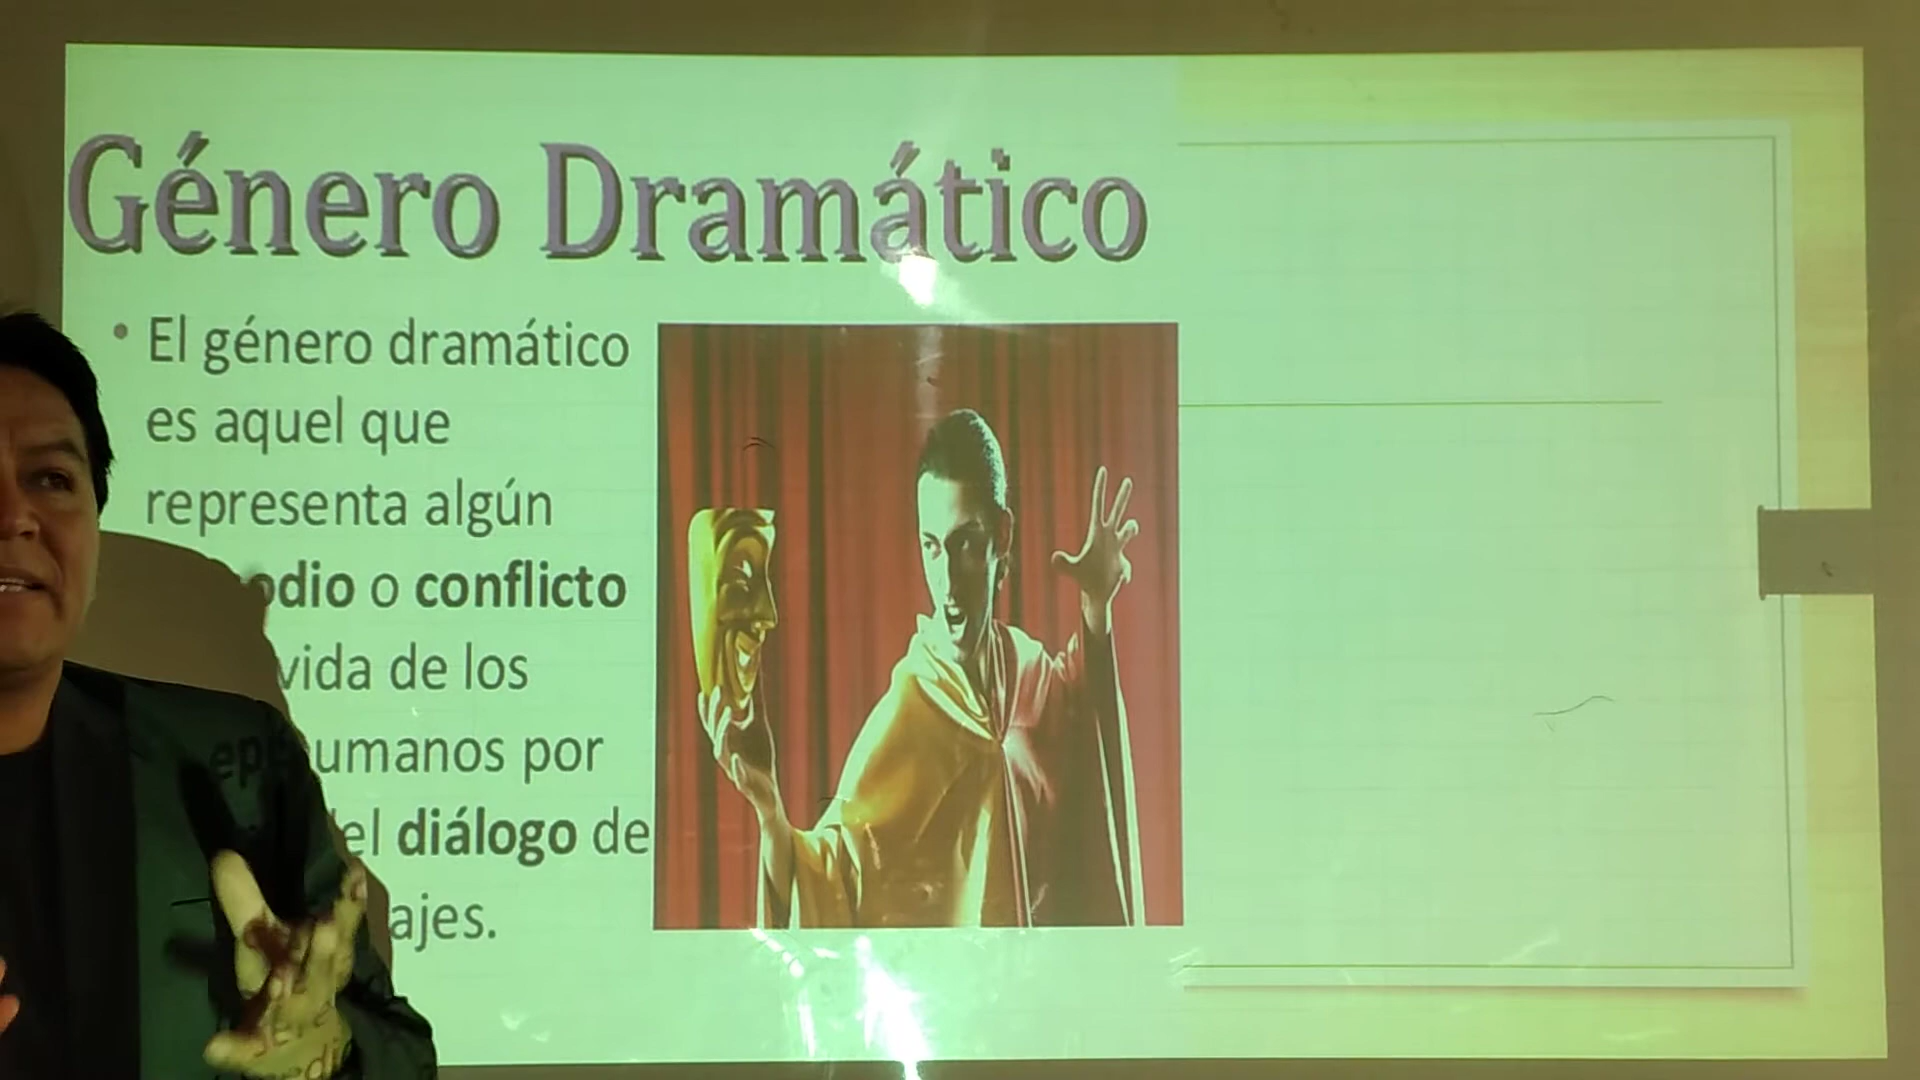 Género Dramático
• El género dramático
es aquel que
representa algún
odio o conflicto
vida de los
umanos por
el diálogo de
ajes.